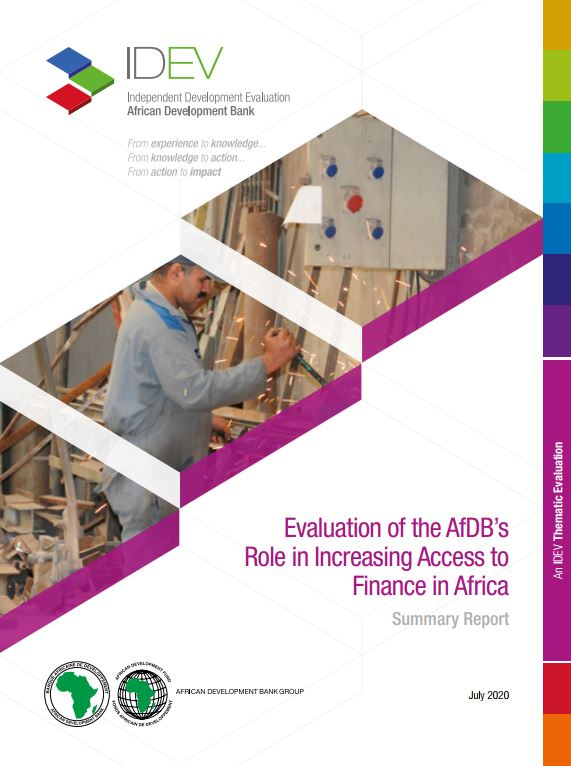 IDEV
Independent Development Evaluation
African Development Bank
From experience to knowledge...
From knowledge to action...
From action to impact
An IDEV Thematic Evaluation
Evaluation of the AfDB's
Role in Increasing Access to
Finance in Africa
Summary Report
BANQUE AFRICAINE DE DEVELOPPEMENT
AFRICAN DEVELOPMENT BANK
AFRICAN DEVELOPMENT FUND
FONDS AFRICAIN DE DEVELOPPEMENT
AFRICAN DEVELOPMENT BANK GROUP
July 2020